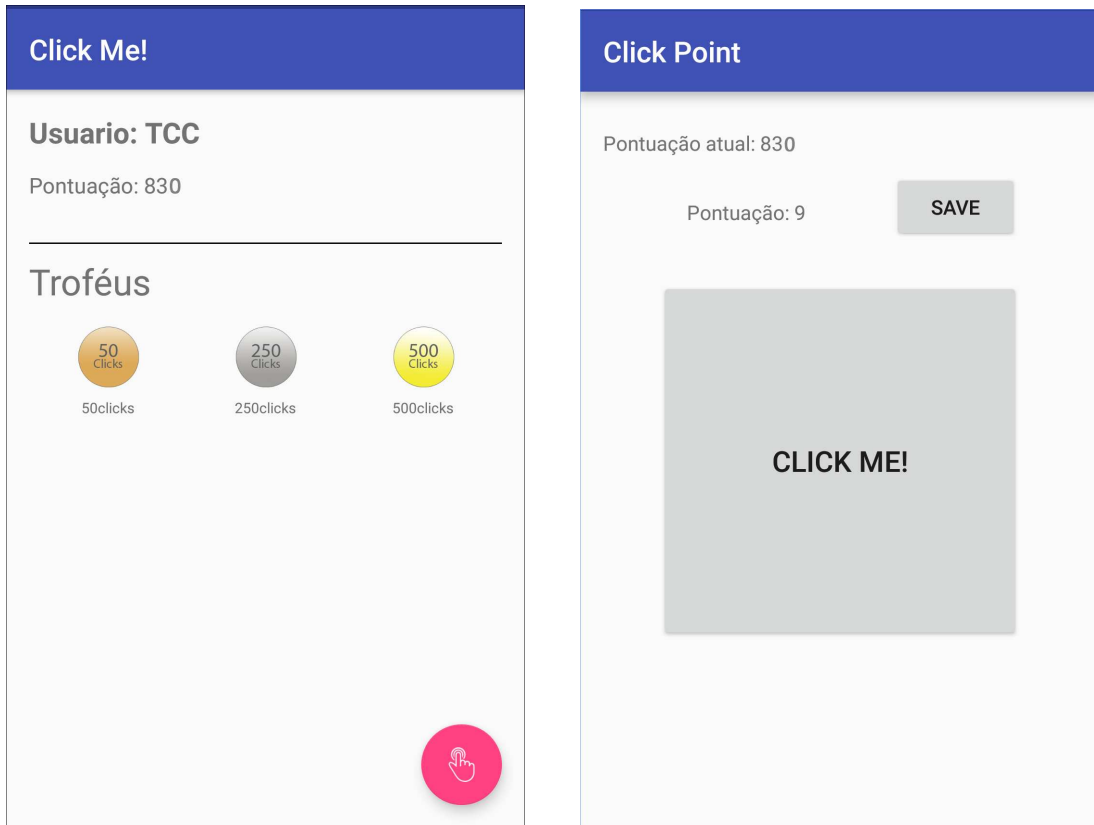 Click Me!
Usuario: TCC
Pontuação: 830
Troféus
50
Clicks
250
Clicks
500
Clicks
50clicks
250clicks
500clicks
Click Point
Pontuação atual: 830
Pontuação: 9
SAVE
CLICK ME!